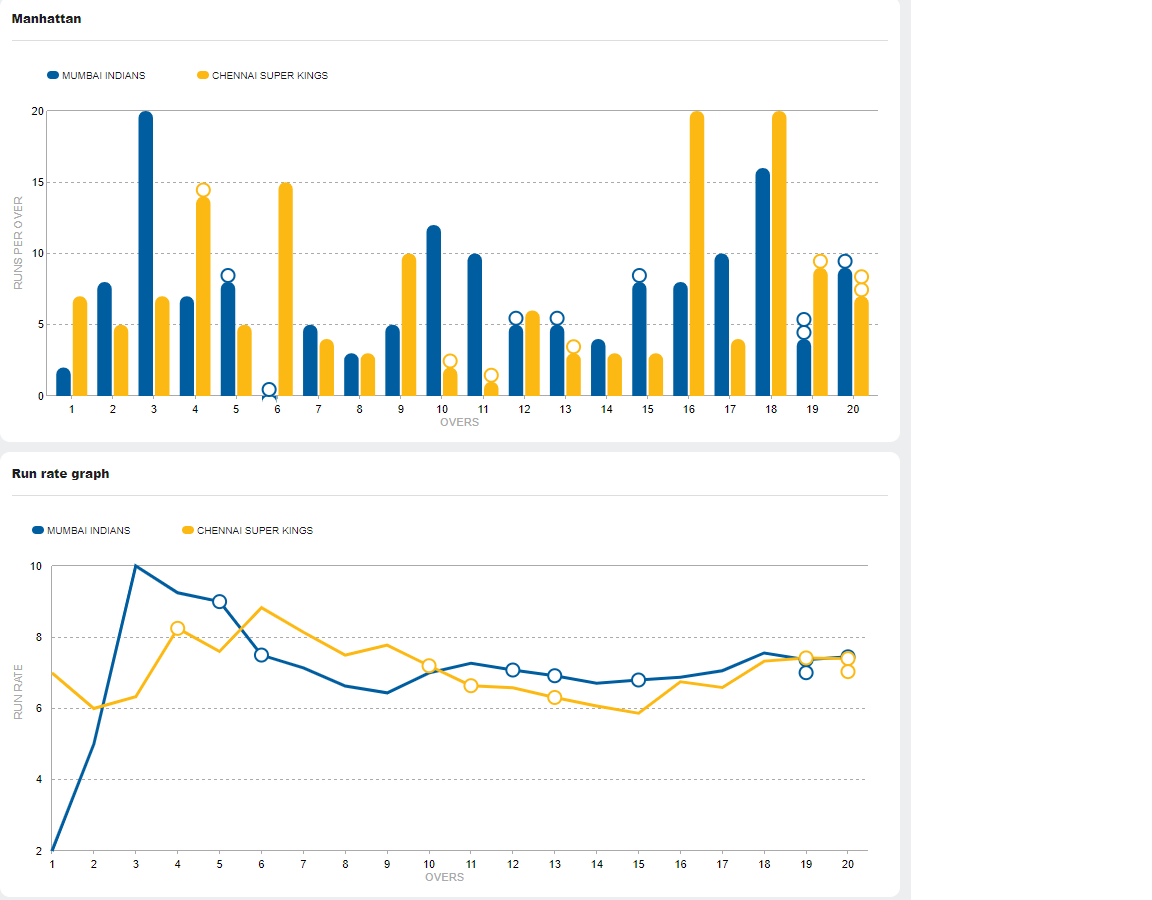 Manhattan
MUMBAI INDIANS CHENNAI SUPER KINGS
20
15
10
5
0
RUNS PER OVER
1 2 3 4 5 6 7 8 9 10 11 12 13 14 15 16 17 18 19 20
OVERS
Run rate graph
MUMBAI INDIANS CHENNAI SUPER KINGS
10
8
6
4
2
RUN RATE
1 2 3 4 5 6 7 8 9 10 11 12 13 14 15 16 17 18 19 20
OVERS